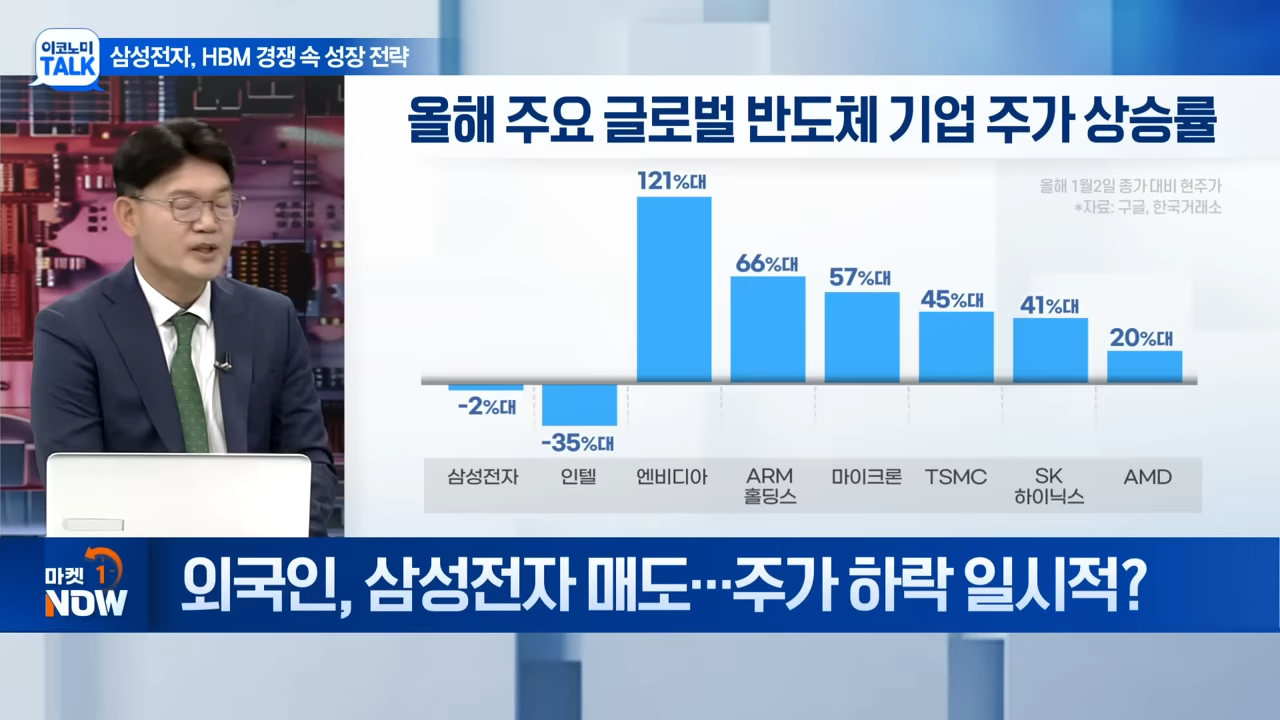 이코노미
TALK
삼성전자, HBM 경쟁 속 성장 전략
올해 주요 글로벌 반도체 기업 주가 상승률
올해 1월2일 종가 대비 현주가
*자료: 구글, 한국거래소
121%대
66%대
57%대
45%대
41%대
20%대
-2%대
-35%대
삼성전자
인텔
엔비디아
ARM
홀딩스
마이크론
TSMC
SK
하이닉스
AMD
마켓 1
NOW
외국인, 삼성전자 매도…주가 하락 일시적?